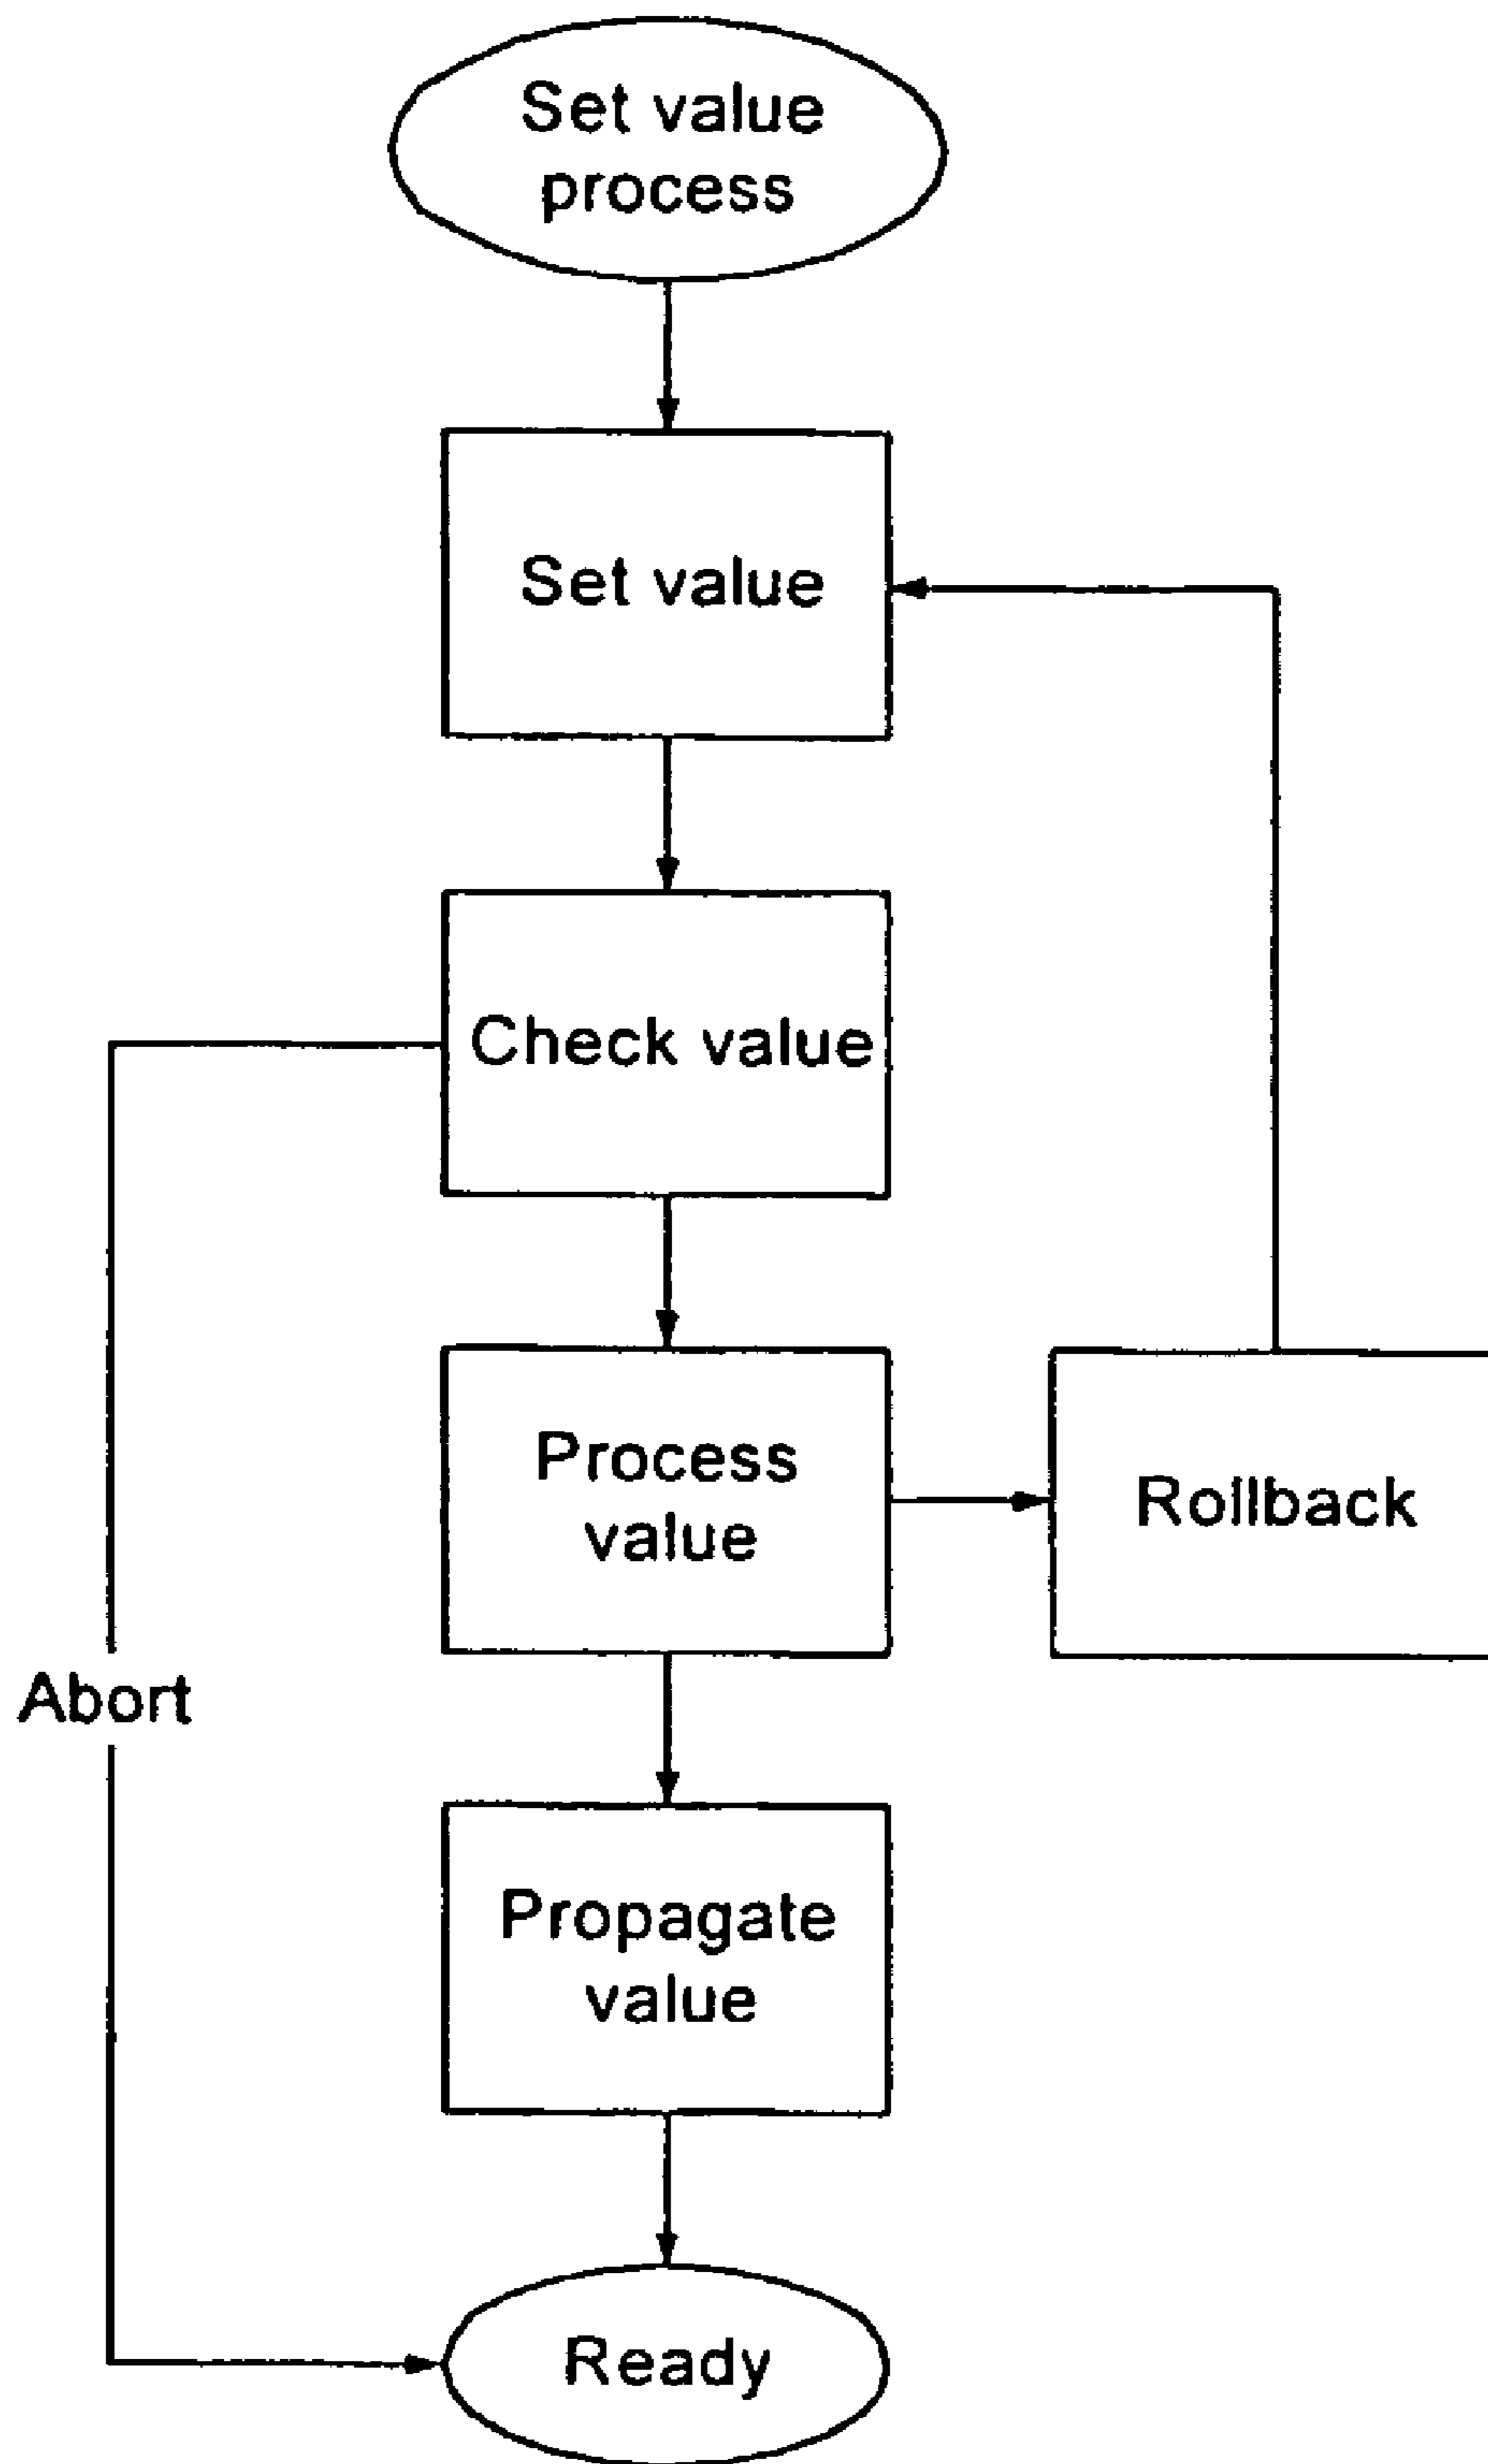 Set value
process
Set value
Check value
Process
value
Rollback
Abort
Propagate
value
Ready